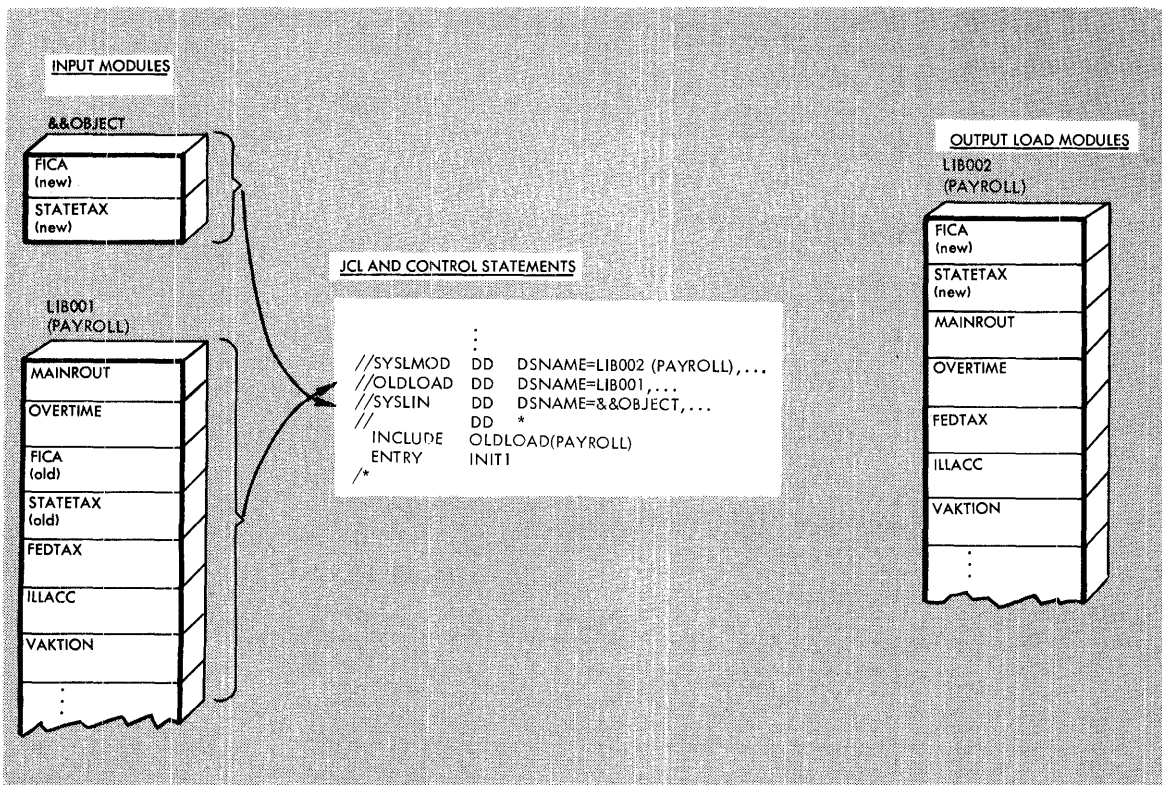 INPUT MODULES
&&OBJECT
FICA
(new)
STATETAX
(new)
LIB001
(PAYROLL)
MAINROUT
OVERTIME
FICA
(old)
STATETAX
(old)
FEDTAX
ILLACC
VAKTION
JCL AND CONTROL STATEMENTS
//SYSLMOD DD DSNAME=LIB002 (PAYROLL),...
//OLDLOAD DD DSNAME=LIB001,...
//SYSLIN DD DSNAME=&&OBJECT,...
// DD *
INCLUDE OLDLOAD(PAYROLL)
ENTRY INIT1
/*
OUTPUT LOAD MODULES
LIB002
(PAYROLL)
FICA
(new)
STATETAX
(new)
MAINROUT
OVERTIME
FEDTAX
ILLACC
VAKTION